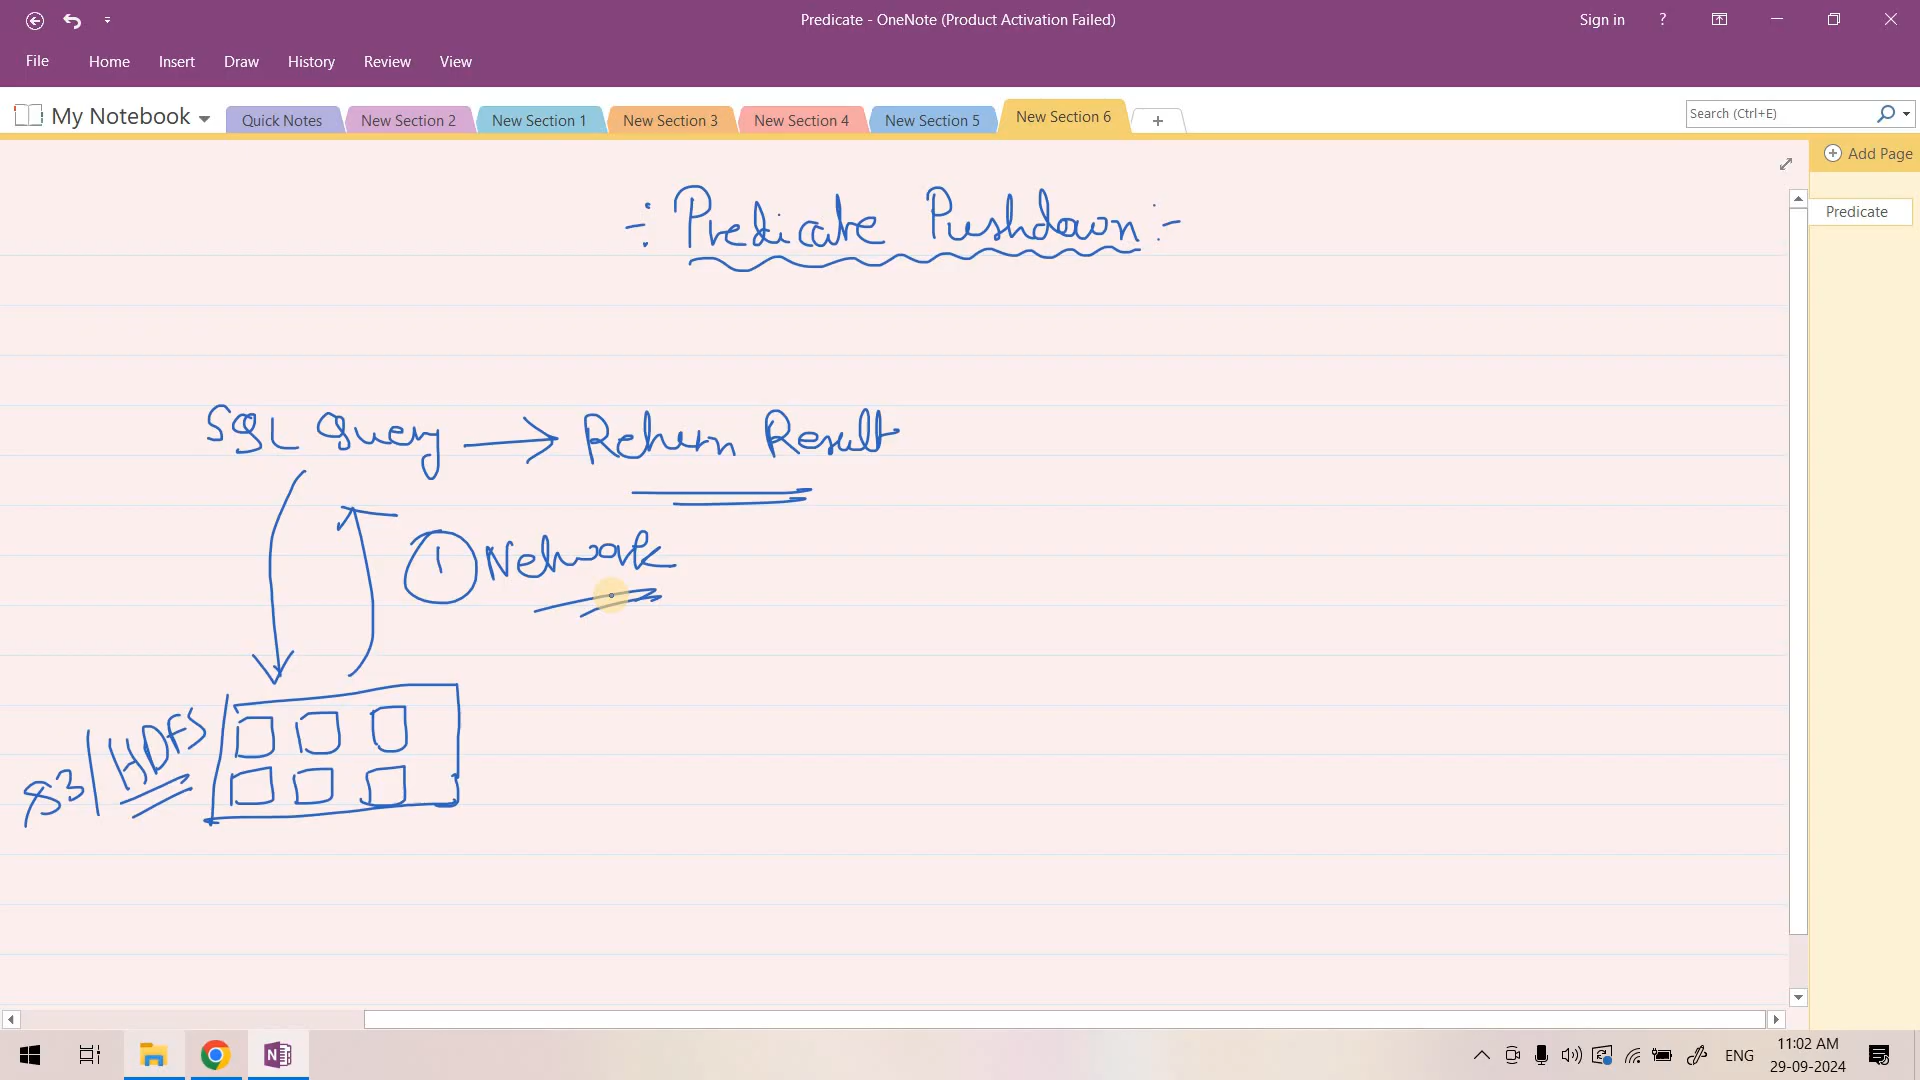 Predicate - OneNote (Product Activation Failed)
Sign in ?
File Home Insert Draw History Review View
My Notebook Quick Notes New Section 2 New Section 1 New Section 3 New Section 4 New Section 5 New Section 6 + Search (Ctrl+E)
Add Page
Predicate
-: Predicate Pushdown :-
SQL Query → Return Result
1 Network
S3/HDFS
ENG
11:02 AM
29-09-2024